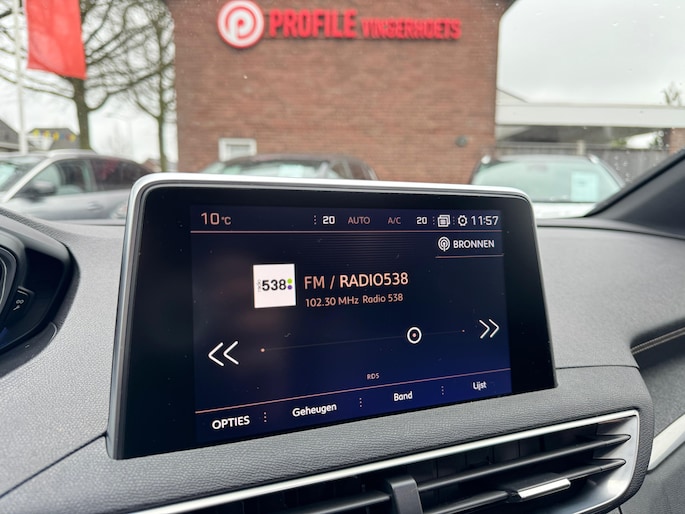 PROFILE VINGERHOETS
10°C
20 AUTO A/C 20 11:57
BRONNEN
538
FM / RADIO538
102.30 MHz Radio 538
RDS
OPTIES
Geheugen
Band
Lijst